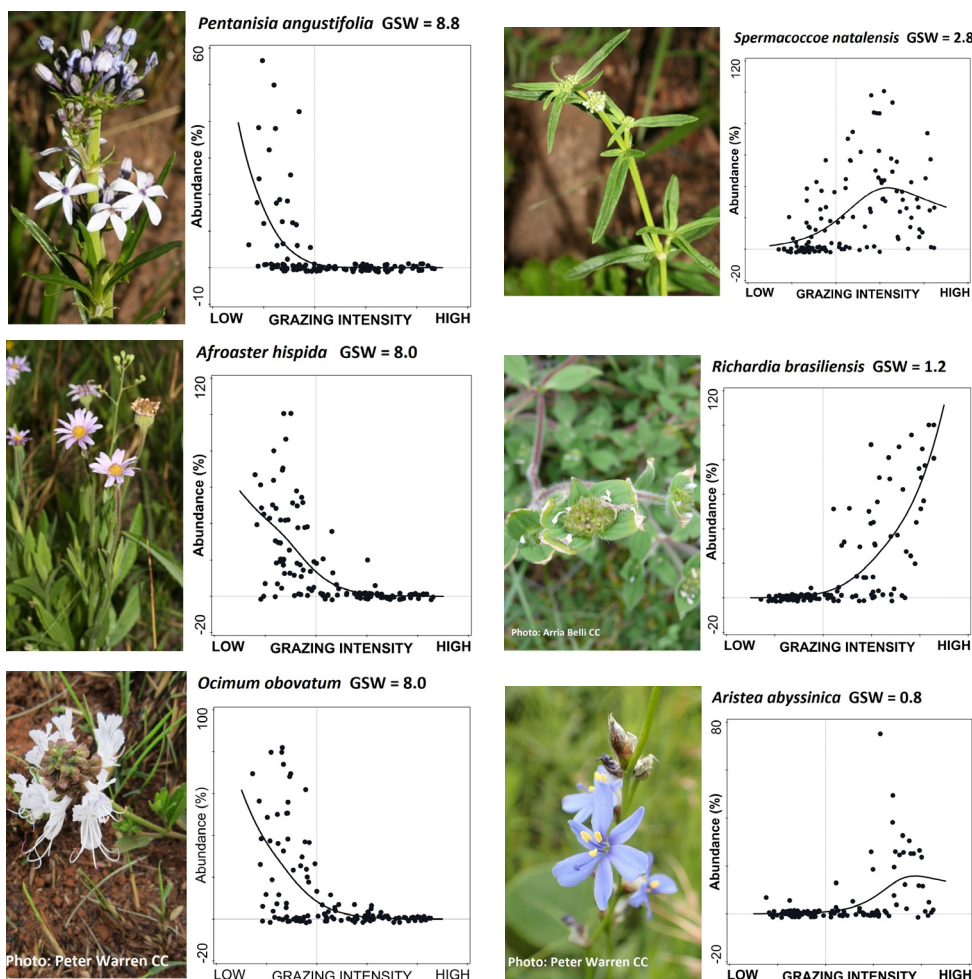 Pentanisia angustifolia GSW = 8.8
60
Abundance (%)
-10
LOW GRAZING INTENSITY HIGH
Spermacoccoe natalensis GSW = 2.8
120
Abundance (%)
-20
LOW GRAZING INTENSITY HIGH
Afroaster hispida GSW = 8.0
120
Abundance (%)
-20
LOW GRAZING INTENSITY HIGH
Richardia brasiliensis GSW = 1.2
120
Abundance (%)
-20
LOW GRAZING INTENSITY HIGH
Photo: Arria Belli CC
Ocimum obovatum GSW = 8.0
100
Abundance (%)
-20
LOW GRAZING INTENSITY HIGH
Photo: Peter Warren CC
Aristea abyssinica GSW = 0.8
80
Abundance (%)
-20
LOW GRAZING INTENSITY HIGH
Photo: Peter Warren CC